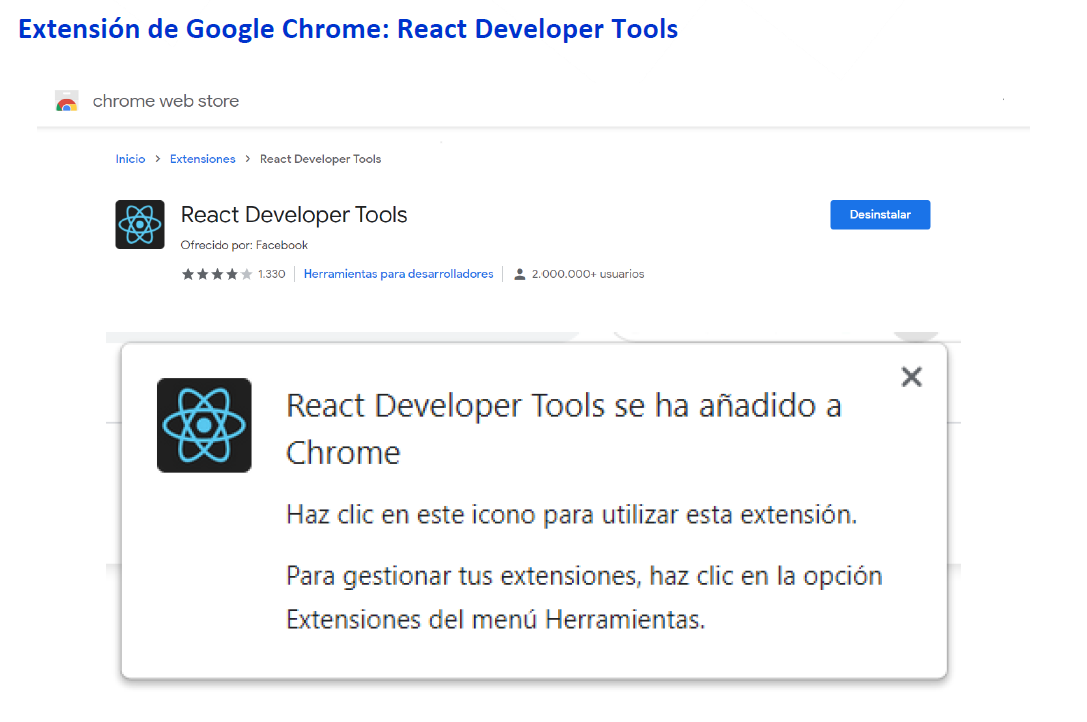 Extensión de Google Chrome: React Developer Tools
chrome web store
Inicio > Extensiones > React Developer Tools
React Developer Tools
Desinstalar
Ofrecido por: Facebook
★★★★★ 1.330 | Herramientas para desarrolladores | 2.000.000+ usuarios
React Developer Tools se ha añadido a
Chrome
Haz clic en este icono para utilizar esta extensión.
Para gestionar tus extensiones, haz clic en la opción
Extensiones del menú Herramientas.